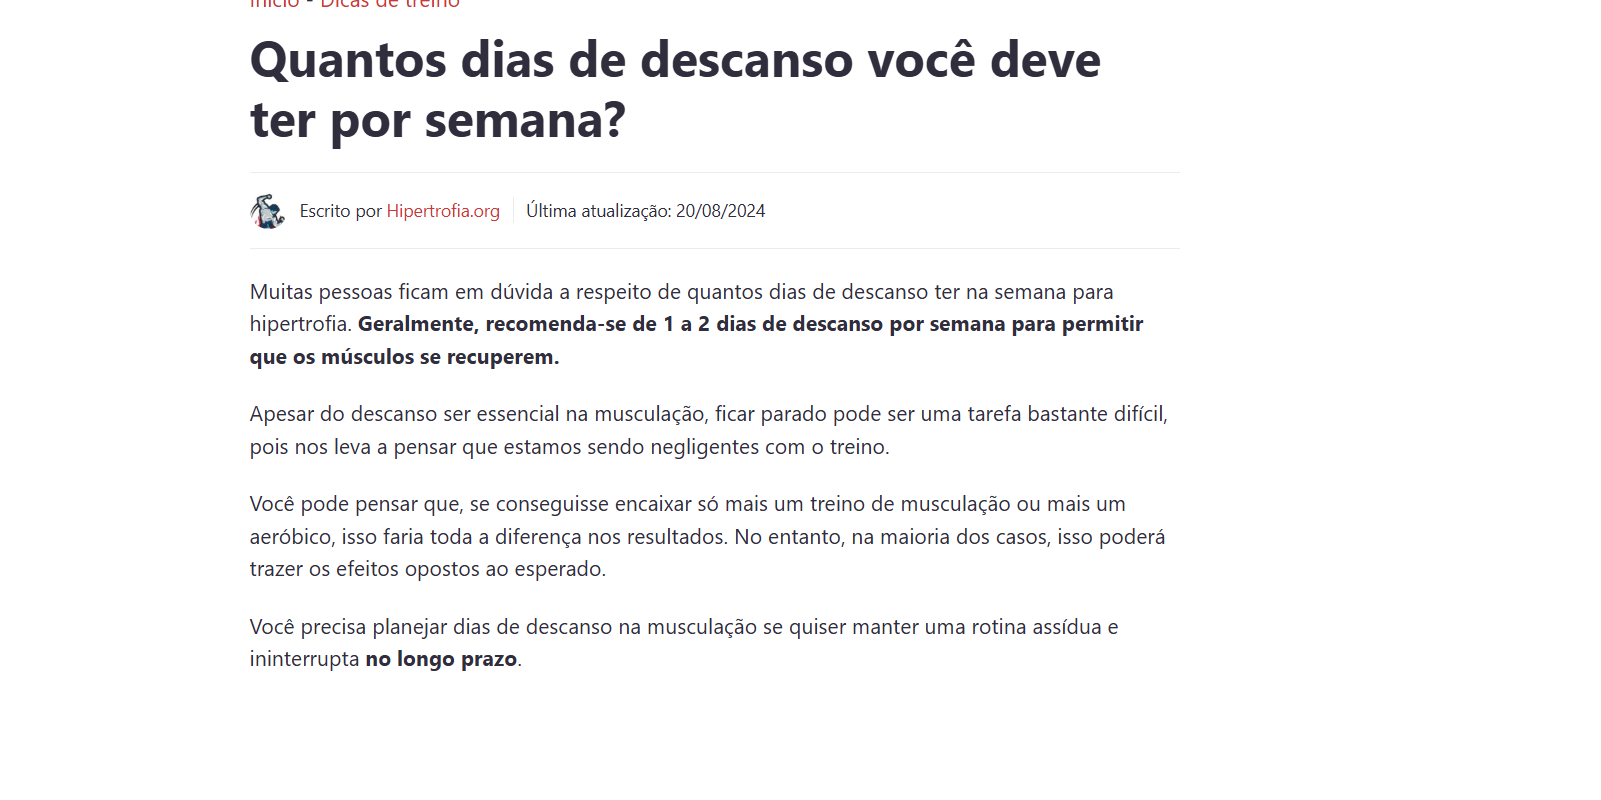 Início - Dicas de treino
Quantos dias de descanso você deve
ter por semana?
Escrito por Hipertrofia.org
Última atualização: 20/08/2024
Muitas pessoas ficam em dúvida a respeito de quantos dias de descanso ter na semana para
hipertrofia. Geralmente, recomenda-se de 1 a 2 dias de descanso por semana para permitir
que os músculos se recuperem.
Apesar do descanso ser essencial na musculação, ficar parado pode ser uma tarefa bastante difícil,
pois nos leva a pensar que estamos sendo negligentes com o treino.
Você pode pensar que, se conseguisse encaixar só mais um treino de musculação ou mais um
aeróbico, isso faria toda a diferença nos resultados. No entanto, na maioria dos casos, isso poderá
trazer os efeitos opostos ao esperado.
Você precisa planejar dias de descanso na musculação se quiser manter uma rotina assídua e
ininterrupta no longo prazo.